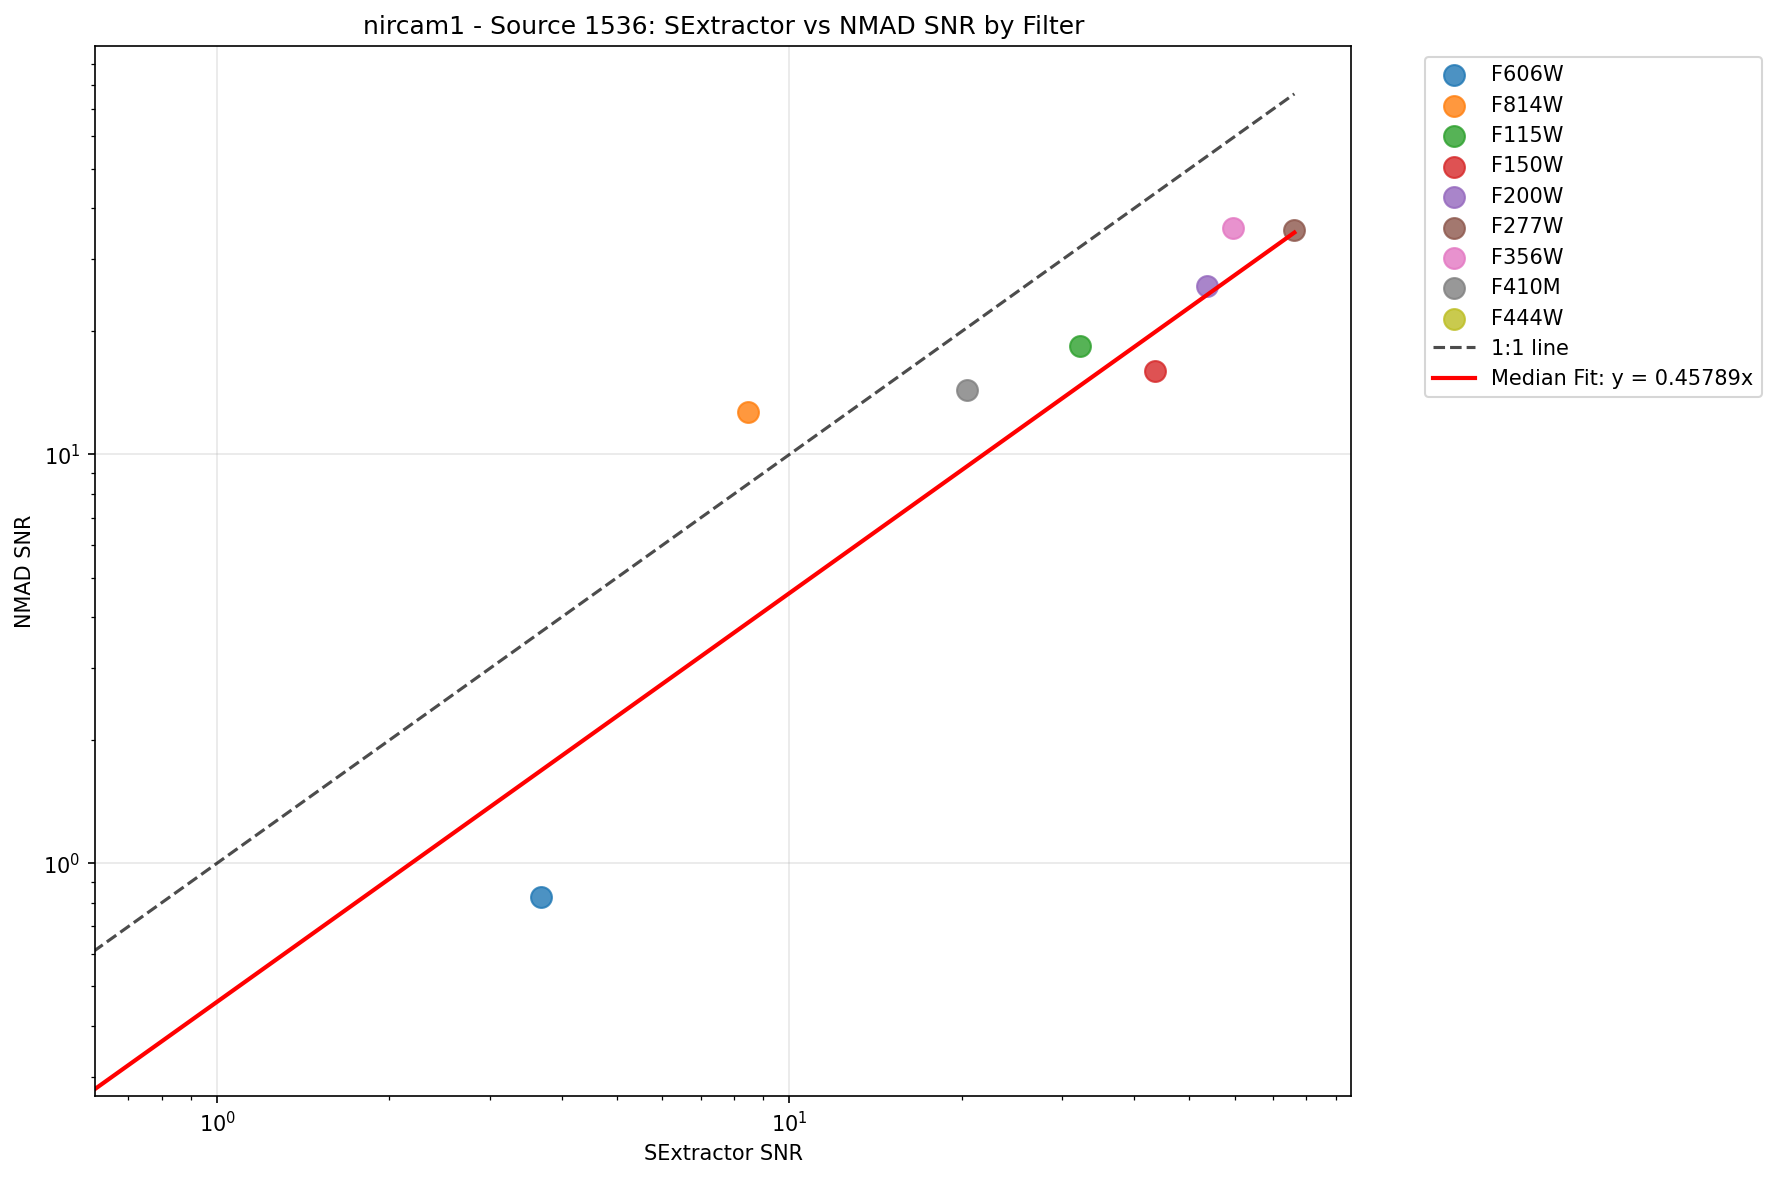 nircam1 - Source 1536: SExtractor vs NMAD SNR by Filter
F606W
F814W
F115W
F150W
F200W
F277W
F356W
F410M
F444W
1:1 line
Median Fit: y = 0.45789x
NMAD SNR
10¹
10⁰
10⁰
10¹
SExtractor SNR